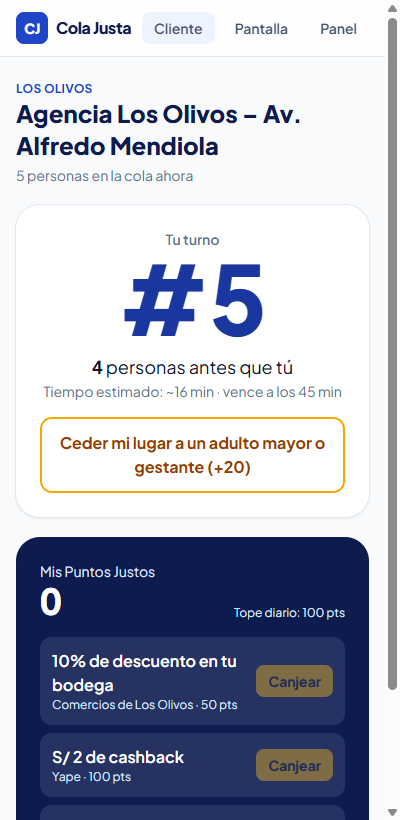 CJ Cola Justa Cliente Pantalla Panel
LOS OLIVOS
Agencia Los Olivos – Av.
Alfredo Mendiola
5 personas en la cola ahora
Tu turno
#5
4 personas antes que tú
Tiempo estimado: ~16 min · vence a los 45 min
Ceder mi lugar a un adulto mayor o
gestante (+20)
Mis Puntos Justos
0
Tope diario: 100 pts
10% de descuento en tu
bodega
Comercios de Los Olivos · 50 pts
Canjear
S/ 2 de cashback
Yape · 100 pts
Canjear